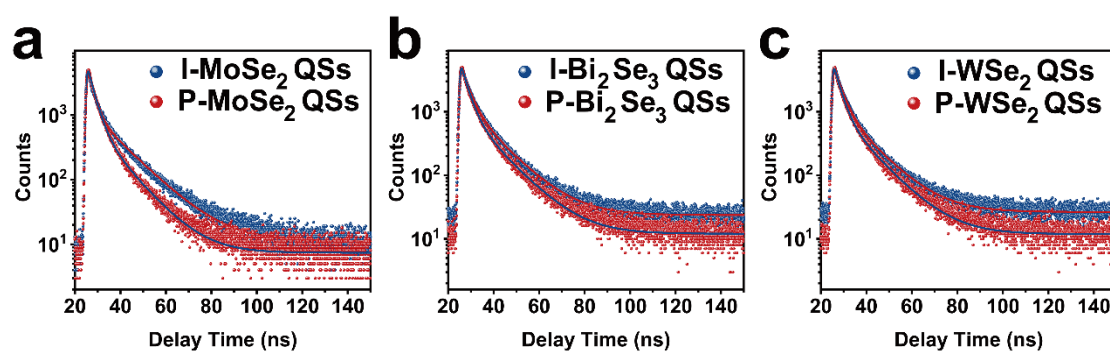 a
I-MoSe₂ QSs
P-MoSe₂ QSs
Counts
10³
10²
10¹
20 40 60 80 100 120 140
Delay Time (ns)
b
I-Bi₂Se₃ QSs
P-Bi₂Se₃ QSs
Counts
10³
10²
10¹
20 40 60 80 100 120 140
Delay Time (ns)
c
I-WSe₂ QSs
P-WSe₂ QSs
Counts
10³
10²
10¹
20 40 60 80 100 120 140
Delay Time (ns)